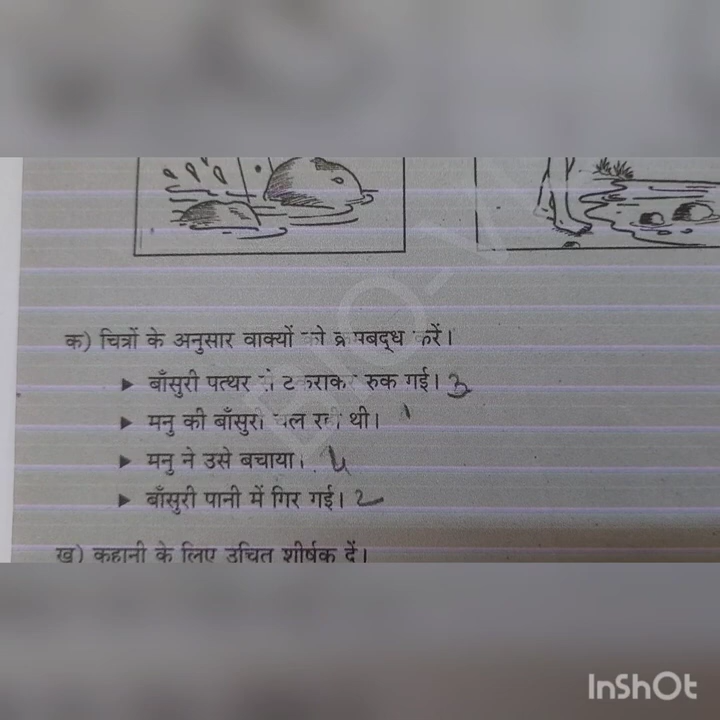 क) चित्रों के अनुसार वाक्यों को क्रमबद्ध करें।
▶ बाँसुरी पत्थर से टकराकर रुक गई। 3
▶ मनु की बाँसुरी चल रही थी। 1
▶ मनु ने उसे बचाया। 4
▶ बाँसुरी पानी में गिर गई। 2
ख) कहानी के लिए उचित शीर्षक दें।
InShOt